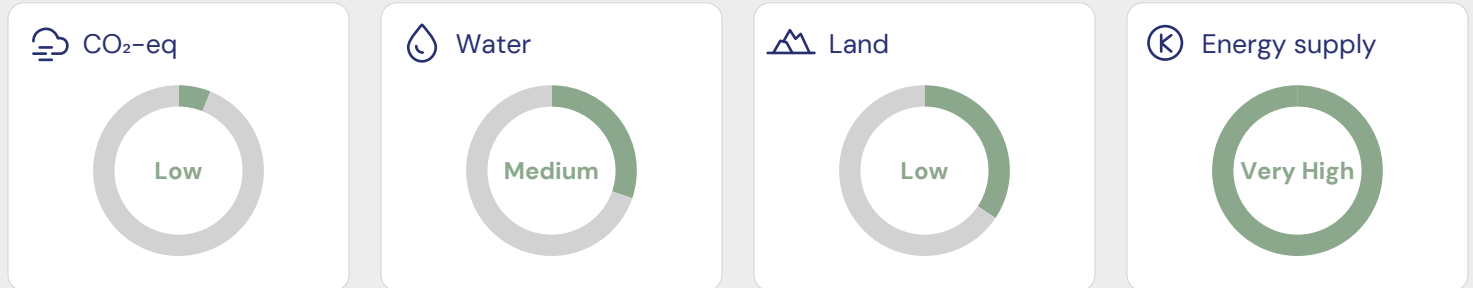 CO₂-eq
Low
Water
Medium
Land
Low
Energy supply
Very High